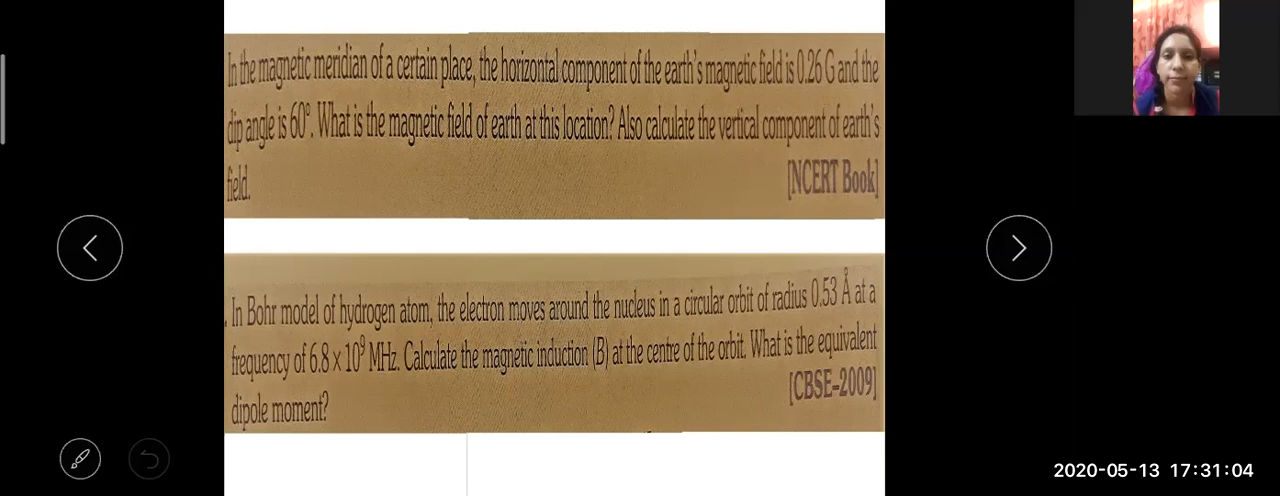 In the magnetic meridian of a certain place, the horizontal component of the earth's magnetic field is 0.26 G and the
dip angle is 60°. What is the magnetic field of earth at this location? Also calculate the vertical component of earth's
field.
[NCERT Book]
. In Bohr model of hydrogen atom, the electron moves around the nucleus in a circular orbit of radius 0.53 Å at a
frequency of 6.8 × 10⁹ MHz. Calculate the magnetic induction (B) at the centre of the orbit. What is the equivalent
[CBSE–2009]
dipole moment?
2020-05-13 17:31:04